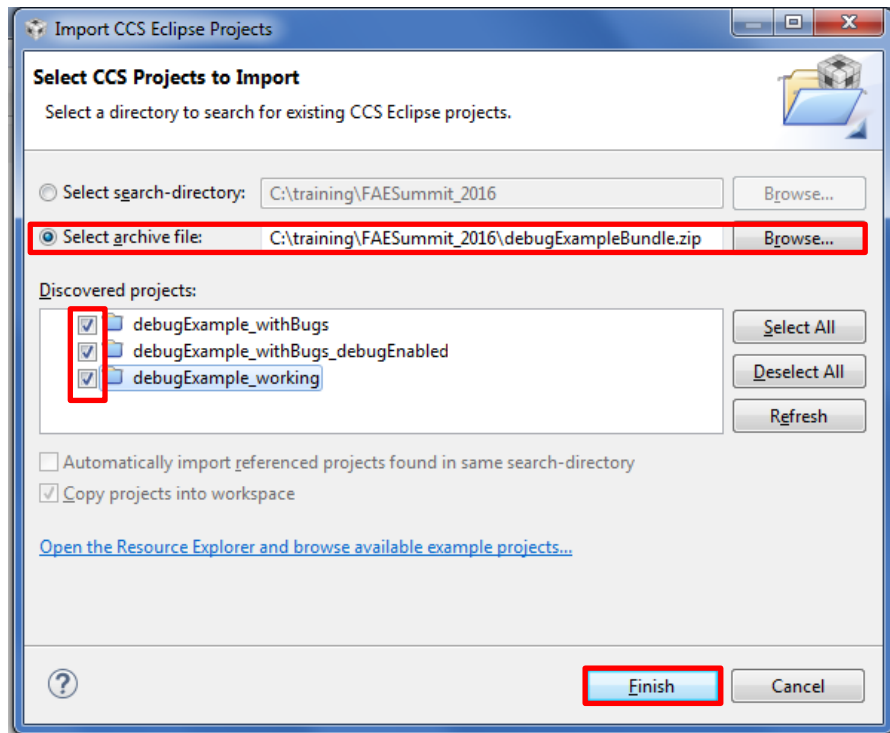 Import CCS Eclipse Projects
Select CCS Projects to Import
Select a directory to search for existing CCS Eclipse projects.
Select search-directory: C:\training\FAESummit_2016 Browse...
Select archive file: C:\training\FAESummit_2016\debugExampleBundle.zip Browse...
Discovered projects:
debugExample_withBugs Select All
debugExample_withBugs_debugEnabled
debugExample_working Deselect All
Refresh
Automatically import referenced projects found in same search-directory
Copy projects into workspace
Open the Resource Explorer and browse available example projects...
? Finish Cancel